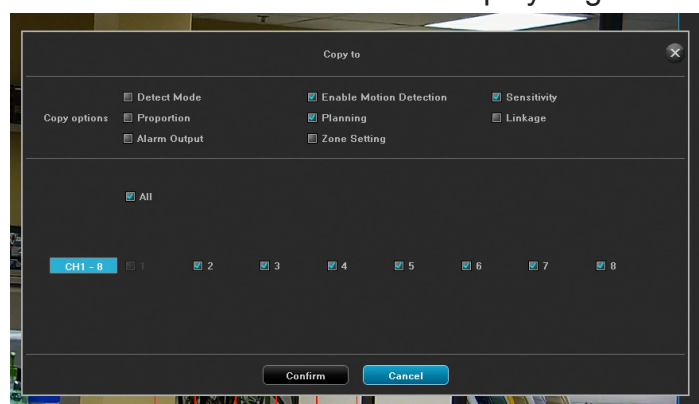 Copy to
Detect Mode Enable Motion Detection Sensitivity
Copy options Proportion Planning Linkage
Alarm Output Zone Setting
All
CH1 - 8 1 2 3 4 5 6 7 8
Confirm Cancel